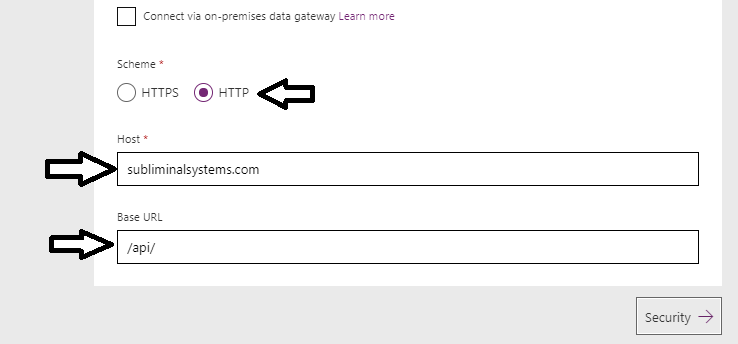 Connect via on-premises data gateway Learn more
Scheme *
HTTPS HTTP
Host *
subliminalsystems.com
Base URL
/api/
Security